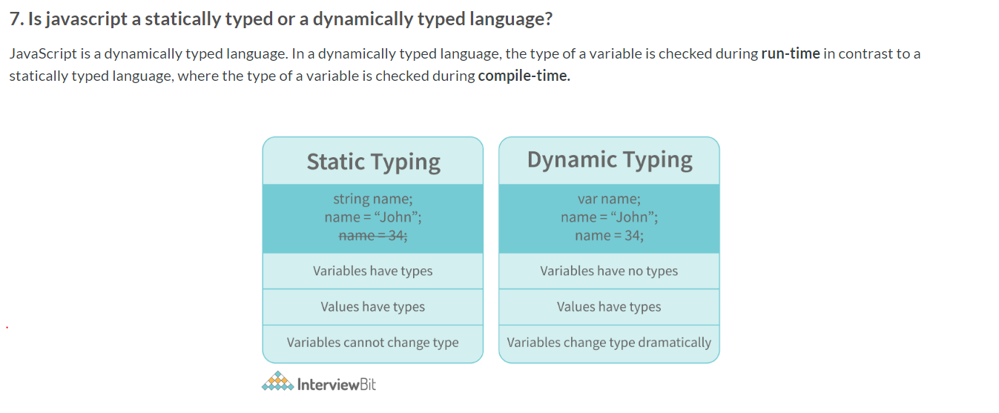 7. Is javascript a statically typed or a dynamically typed language?
JavaScript is a dynamically typed language. In a dynamically typed language, the type of a variable is checked during run-time in contrast to a
statically typed language, where the type of a variable is checked during compile-time.
Static Typing
string name;
name = “John”;
name = 34;
Variables have types
Values have types
Variables cannot change type
Dynamic Typing
var name;
name = “John”;
name = 34;
Variables have no types
Values have types
Variables change type dramatically
InterviewBit